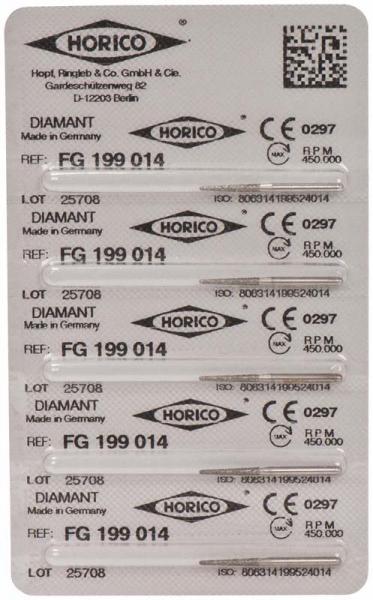 HORICO®
Hopf, Ringleb & Co. GmbH & Cie.
Gardeschützenweg 82
D-12203 Berlin
DIAMANT HORICO® CE 0297
Made in Germany MAX RPM
REF: FG 199 014 450.000
LOT 25708 ISO: 806314199524014
DIAMANT HORICO® CE 0297
Made in Germany MAX RPM
REF: FG 199 014 450.000
LOT 25708 ISO: 806314199524014
DIAMANT HORICO® CE 0297
Made in Germany MAX RPM
REF: FG 199 014 450.000
LOT 25708 ISO: 806314199524014
DIAMANT HORICO® CE 0297
Made in Germany MAX RPM
REF: FG 199 014 450.000
LOT 25708 ISO: 806314199524014
DIAMANT HORICO® CE 0297
Made in Germany MAX RPM
REF: FG 199 014 450.000
LOT 25708 ISO: 806314199524014